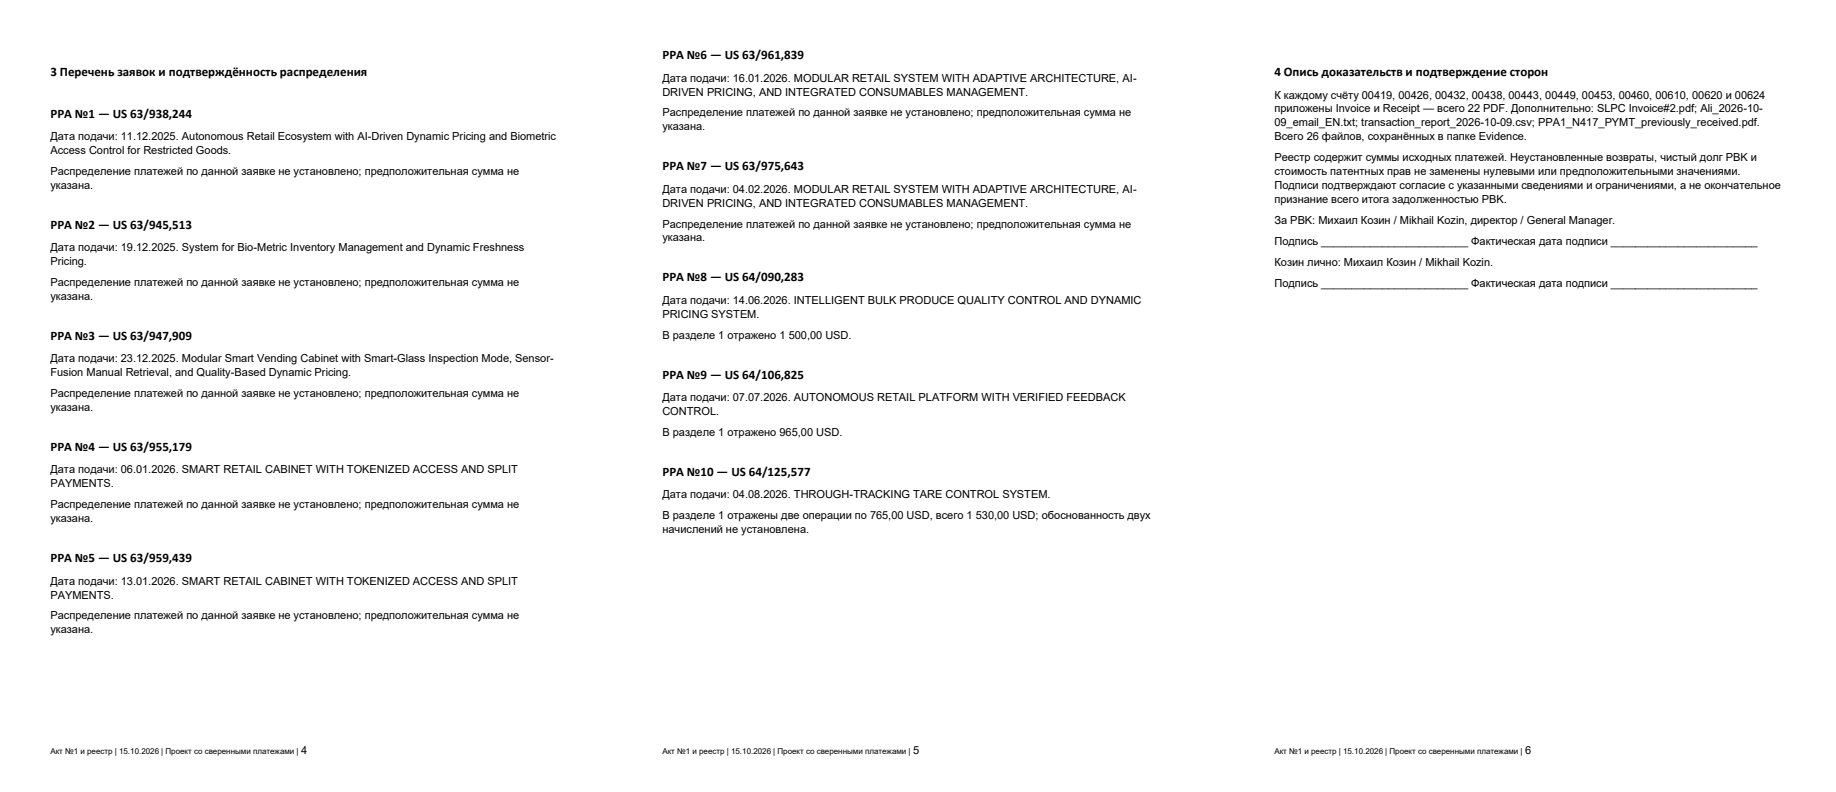 3 Перечень заявок и подтверждённость распределения
PPA №1 — US 63/938,244
Дата подачи: 11.12.2025. Autonomous Retail Ecosystem with AI-Driven Dynamic Pricing and Biometric
Access Control for Restricted Goods.
Распределение платежей по данной заявке не установлено; предположительная сумма не
указана.
PPA №2 — US 63/945,513
Дата подачи: 19.12.2025. System for Bio-Metric Inventory Management and Dynamic Freshness
Pricing.
Распределение платежей по данной заявке не установлено; предположительная сумма не
указана.
PPA №3 — US 63/947,909
Дата подачи: 23.12.2025. Modular Smart Vending Cabinet with Smart-Glass Inspection Mode, Sensor-
Fusion Manual Retrieval, and Quality-Based Dynamic Pricing.
Распределение платежей по данной заявке не установлено; предположительная сумма не
указана.
PPA №4 — US 63/955,179
Дата подачи: 06.01.2026. SMART RETAIL CABINET WITH TOKENIZED ACCESS AND SPLIT
PAYMENTS.
Распределение платежей по данной заявке не установлено; предположительная сумма не
указана.
PPA №5 — US 63/959,439
Дата подачи: 13.01.2026. SMART RETAIL CABINET WITH TOKENIZED ACCESS AND SPLIT
PAYMENTS.
Распределение платежей по данной заявке не установлено; предположительная сумма не
указана.
Акт №1 и реестр | 15.10.2026 | Проект со сверенными платежами | 4
PPA №6 — US 63/961,839
Дата подачи: 16.01.2026. MODULAR RETAIL SYSTEM WITH ADAPTIVE ARCHITECTURE, AI-
DRIVEN PRICING, AND INTEGRATED CONSUMABLES MANAGEMENT.
Распределение платежей по данной заявке не установлено; предположительная сумма не
указана.
PPA №7 — US 63/975,643
Дата подачи: 04.02.2026. MODULAR RETAIL SYSTEM WITH ADAPTIVE ARCHITECTURE, AI-
DRIVEN PRICING, AND INTEGRATED CONSUMABLES MANAGEMENT.
Распределение платежей по данной заявке не установлено; предположительная сумма не
указана.
PPA №8 — US 64/090,283
Дата подачи: 14.06.2026. INTELLIGENT BULK PRODUCE QUALITY CONTROL AND DYNAMIC
PRICING SYSTEM.
В разделе 1 отражено 1 500,00 USD.
PPA №9 — US 64/106,825
Дата подачи: 07.07.2026. AUTONOMOUS RETAIL PLATFORM WITH VERIFIED FEEDBACK
CONTROL.
В разделе 1 отражено 965,00 USD.
PPA №10 — US 64/125,577
Дата подачи: 04.08.2026. THROUGH-TRACKING TARE CONTROL SYSTEM.
В разделе 1 отражены две операции по 765,00 USD, всего 1 530,00 USD; обоснованность двух
начислений не установлена.
Акт №1 и реестр | 15.10.2026 | Проект со сверенными платежами | 5
4 Опись доказательств и подтверждение сторон
К каждому счёту 00419, 00426, 00432, 00438, 00443, 00449, 00453, 00460, 00610, 00620 и 00624
приложены Invoice и Receipt — всего 22 PDF. Дополнительно: SLPC Invoice#2.pdf; Ali_2026-10-
09_email_EN.txt; transaction_report_2026-10-09.csv; PPA1_N417_PYMT_previously_received.pdf.
Всего 26 файлов, сохранённых в папке Evidence.
Реестр содержит суммы исходных платежей. Неустановленные возвраты, чистый долг РВК и
стоимость патентных прав не заменены нулевыми или предположительными значениями.
Подписи подтверждают согласие с указанными сведениями и ограничениями, а не окончательное
признание всего итога задолженностью РВК.
За РВК: Михаил Козин / Mikhail Kozin, директор / General Manager.
Подпись ________________________ Фактическая дата подписи ________________________
Козин лично: Михаил Козин / Mikhail Kozin.
Подпись ________________________ Фактическая дата подписи ________________________
Акт №1 и реестр | 15.10.2026 | Проект со сверенными платежами | 6